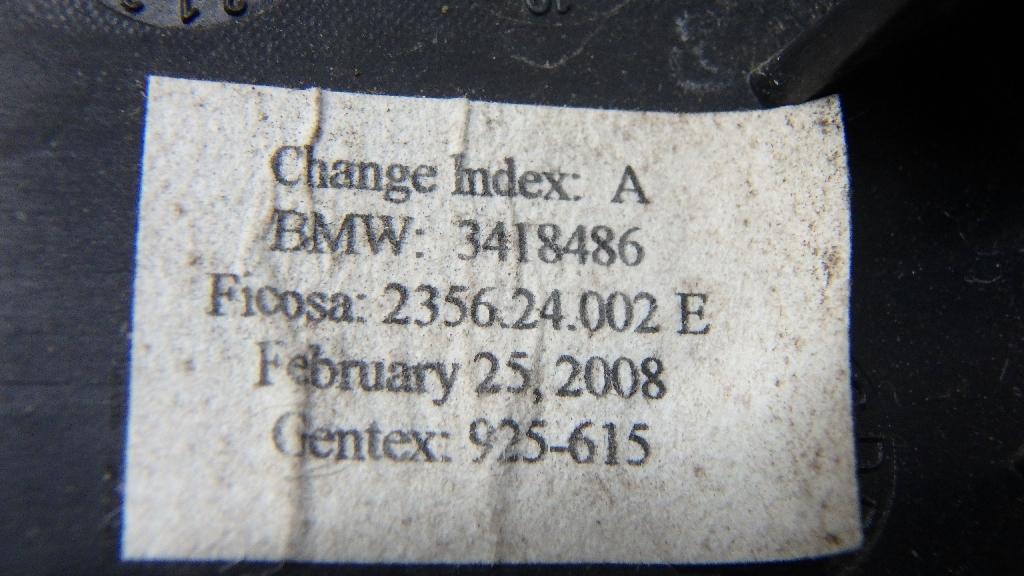 Change Index: A
BMW: 3418486
Ficosa: 2356.24.002 E
February 25, 2008
Gentex: 925-615